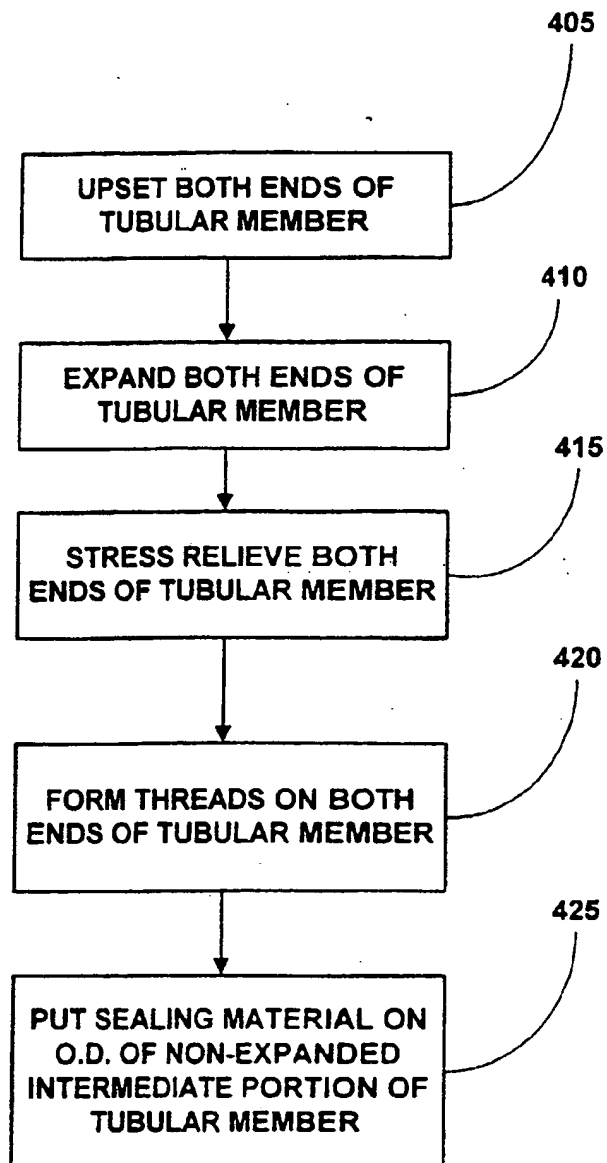 405
UPSET BOTH ENDS OF
TUBULAR MEMBER
410
EXPAND BOTH ENDS OF
TUBULAR MEMBER
415
STRESS RELIEVE BOTH
ENDS OF TUBULAR MEMBER
420
FORM THREADS ON BOTH
ENDS OF TUBULAR MEMBER
425
PUT SEALING MATERIAL ON
O.D. OF NON-EXPANDED
INTERMEDIATE PORTION OF
TUBULAR MEMBER